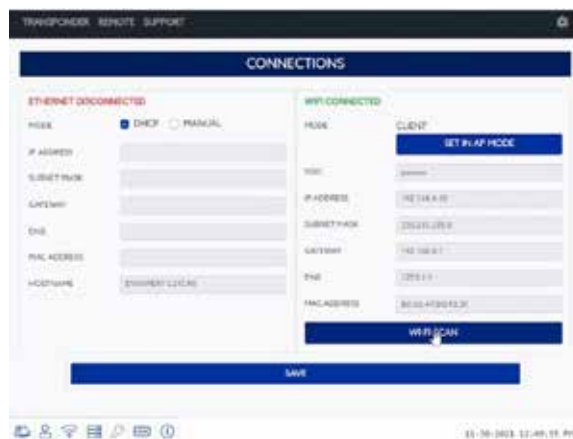 TRANSPONDER REMOTE SUPPORT
CONNECTIONS
ETHERNET DISCONNECTED
MODE
DHCP
MANUAL
IP ADDRESS
SUBNET MASK
GATEWAY
DNS
MAC ADDRESS
HOSTNAME
WIFI CONNECTED
MODE
CLIENT
SET IN AP MODE
SSID
IP ADDRESS
SUBNET MASK
GATEWAY
DNS
MAC ADDRESS
WI-FI SCAN
SAVE